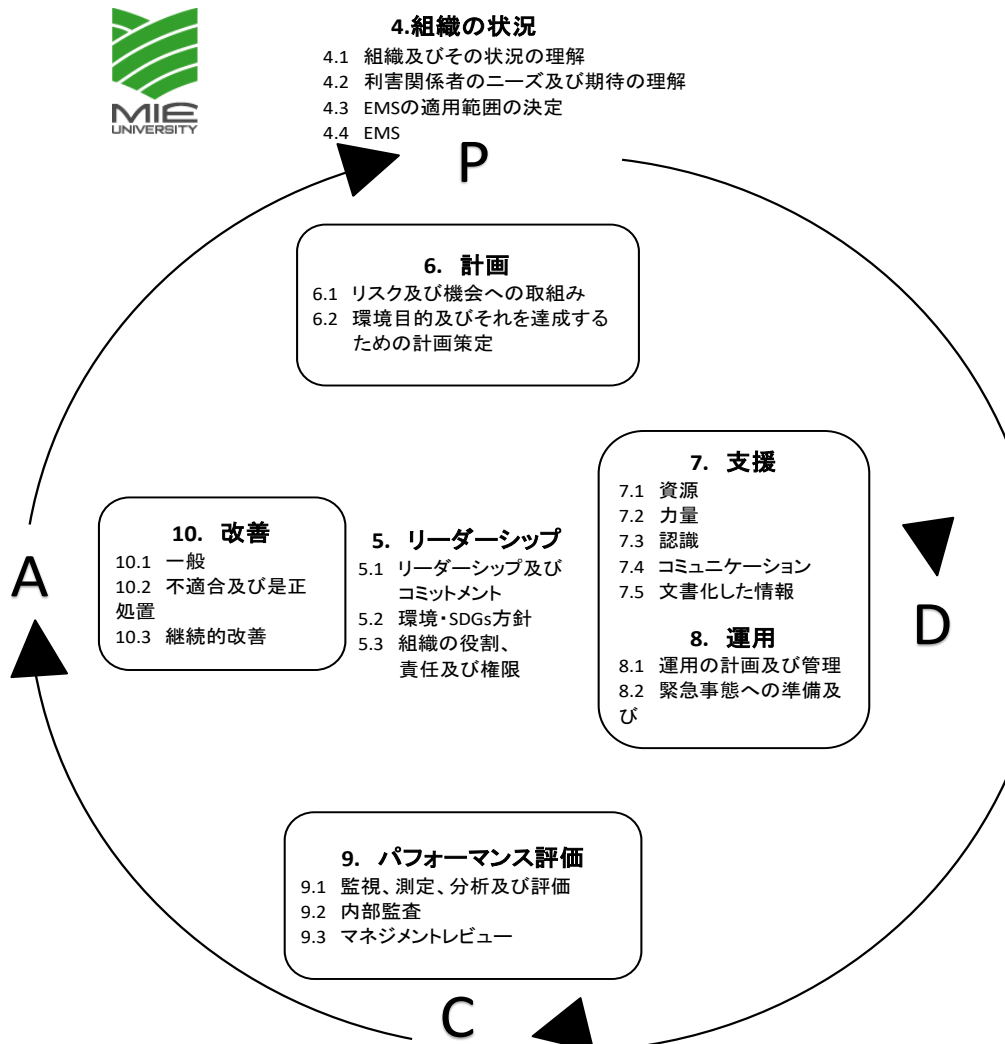 MIE
UNIVERSITY
4.組織の状況
4.1 組織及びその状況の理解
4.2 利害関係者のニーズ及び期待の理解
4.3 EMSの適用範囲の決定
4.4 EMS
P
6. 計画
6.1 リスク及び機会への取組み
6.2 環境目的及びそれを達成する
ための計画策定
7. 支援
7.1 資源
7.2 力量
7.3 認識
7.4 コミュニケーション
7.5 文書化した情報
8. 運用
8.1 運用の計画及び管理
8.2 緊急事態への準備及
び
D
5. リーダーシップ
5.1 リーダーシップ及び
コミットメント
5.2 環境・SDGs方針
5.3 組織の役割、
責任及び権限
10. 改善
10.1 一般
10.2 不適合及び是正
処置
10.3 継続的改善
A
9. パフォーマンス評価
9.1 監視、測定、分析及び評価
9.2 内部監査
9.3 マネジメントレビュー
C